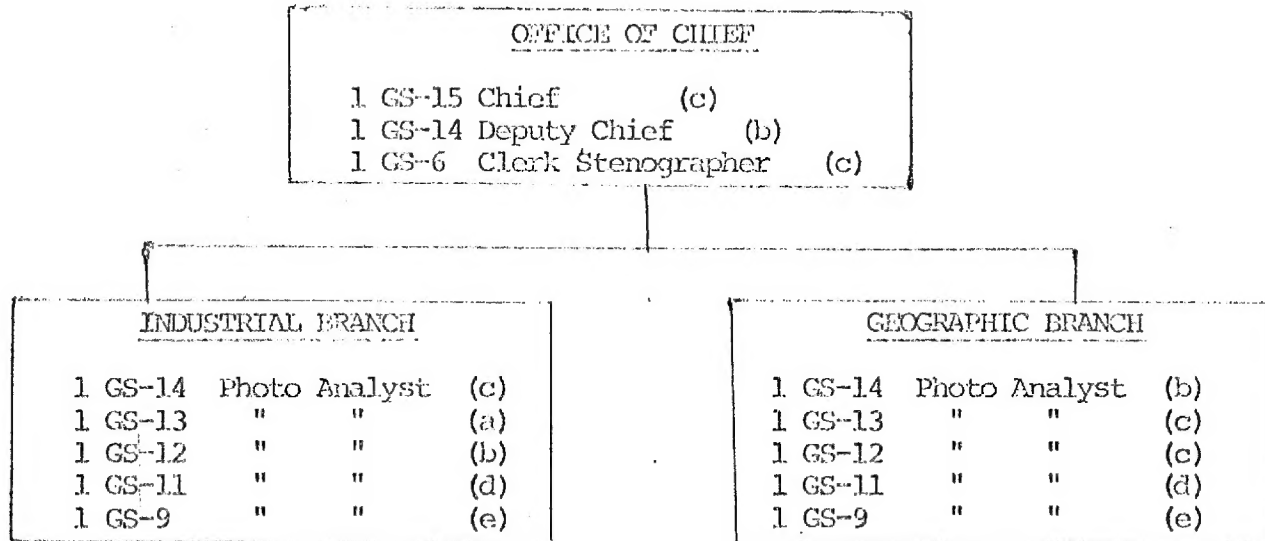 OFFICE OF CHIEF
1 GS-15 Chief (c)
1 GS-14 Deputy Chief (b)
1 GS-6 Clerk Stenographer (c)
INDUSTRIAL BRANCH
1 GS-14 Photo Analyst (c)
1 GS-13 " " (a)
1 GS-12 " " (b)
1 GS-11 " " (d)
1 GS-9 " " (e)
GEOGRAPHIC BRANCH
1 GS-14 Photo Analyst (b)
1 GS-13 " " (c)
1 GS-12 " " (c)
1 GS-11 " " (d)
1 GS-9 " " (e)